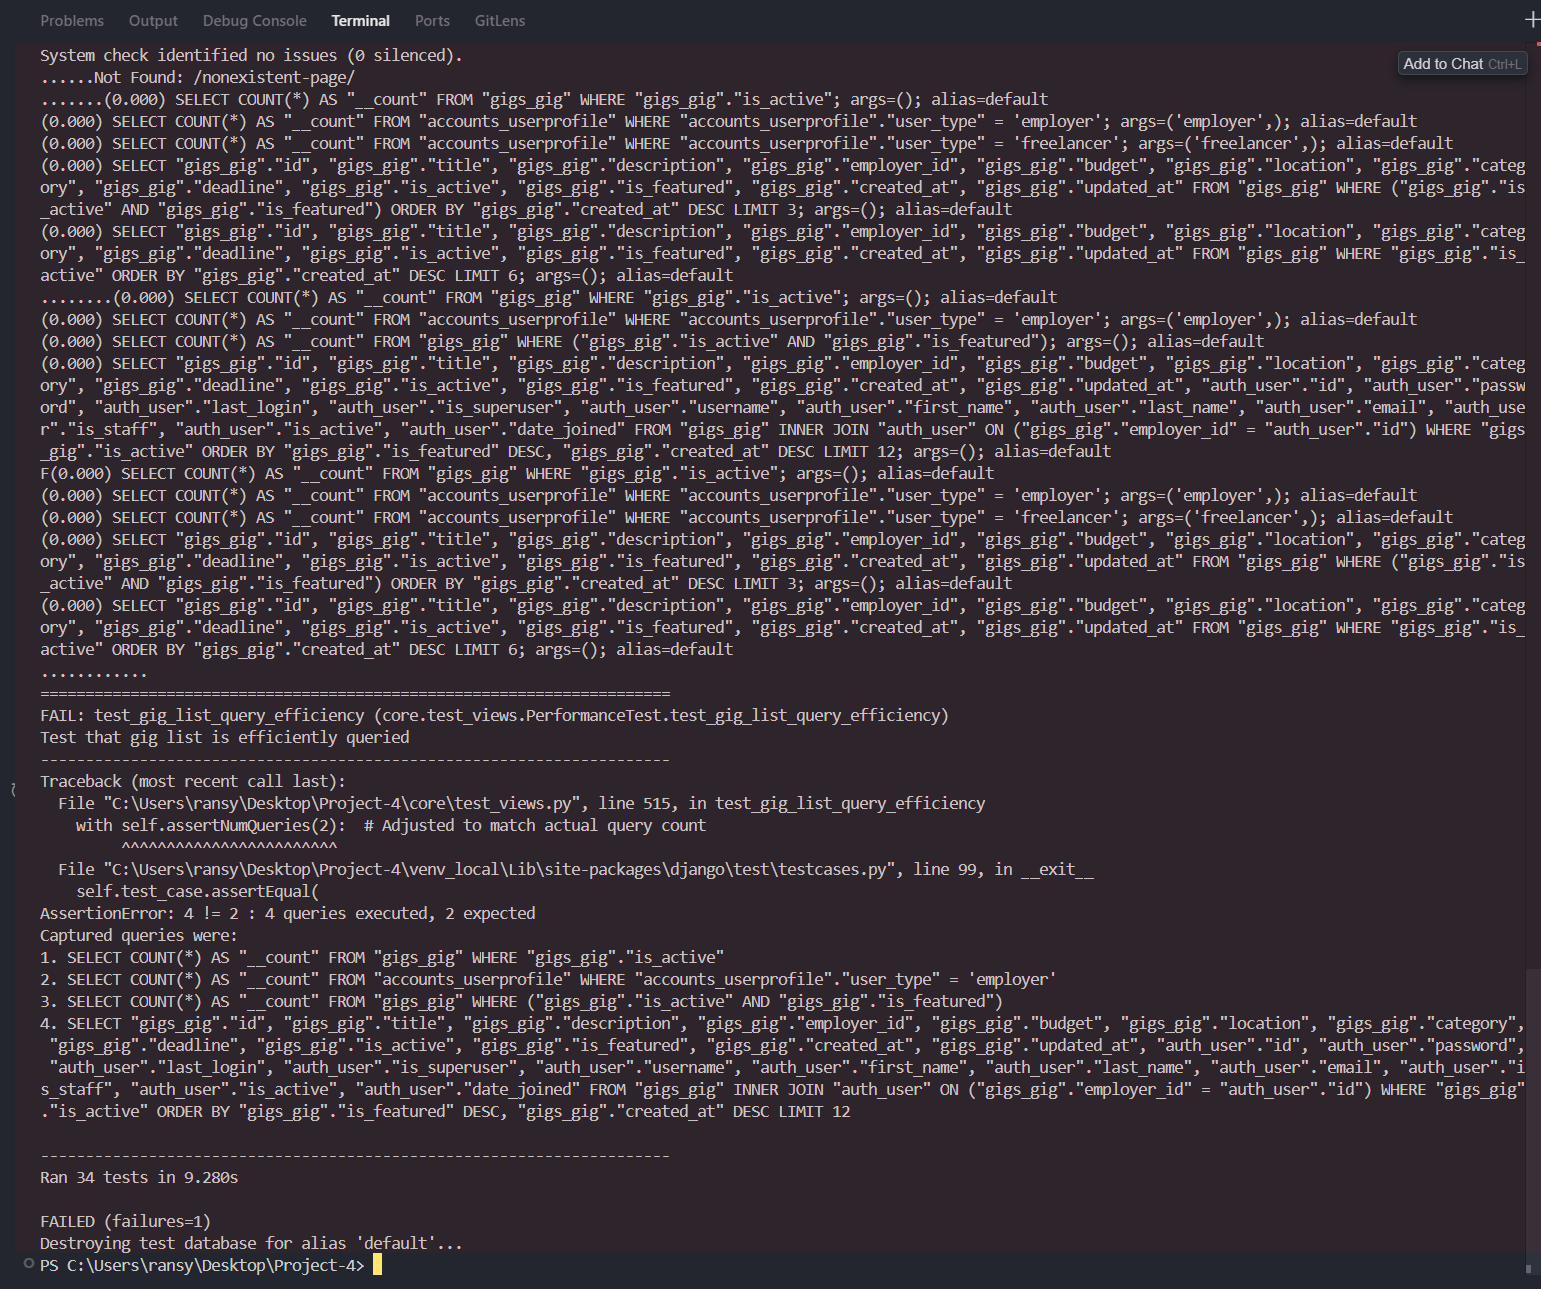 Problems Output Debug Console Terminal Ports GitLens
System check identified no issues (0 silenced).
Add to Chat Ctrl+L
......Not Found: /nonexistent-page/
.......(0.000) SELECT COUNT(*) AS "__count" FROM "gigs_gig" WHERE "gigs_gig"."is_active"; args=(); alias=default
(0.000) SELECT COUNT(*) AS "__count" FROM "accounts_userprofile" WHERE "accounts_userprofile"."user_type" = 'employer'; args=('employer',); alias=default
(0.000) SELECT COUNT(*) AS "__count" FROM "accounts_userprofile" WHERE "accounts_userprofile"."user_type" = 'freelancer'; args=('freelancer',); alias=default
(0.000) SELECT "gigs_gig"."id", "gigs_gig"."title", "gigs_gig"."description", "gigs_gig"."employer_id", "gigs_gig"."budget", "gigs_gig"."location", "gigs_gig"."categ
ory", "gigs_gig"."deadline", "gigs_gig"."is_active", "gigs_gig"."is_featured", "gigs_gig"."created_at", "gigs_gig"."updated_at" FROM "gigs_gig" WHERE ("gigs_gig"."is
_active" AND "gigs_gig"."is_featured") ORDER BY "gigs_gig"."created_at" DESC LIMIT 3; args=(); alias=default
(0.000) SELECT "gigs_gig"."id", "gigs_gig"."title", "gigs_gig"."description", "gigs_gig"."employer_id", "gigs_gig"."budget", "gigs_gig"."location", "gigs_gig"."categ
ory", "gigs_gig"."deadline", "gigs_gig"."is_active", "gigs_gig"."is_featured", "gigs_gig"."created_at", "gigs_gig"."updated_at" FROM "gigs_gig" WHERE "gigs_gig"."is_
active" ORDER BY "gigs_gig"."created_at" DESC LIMIT 6; args=(); alias=default
........(0.000) SELECT COUNT(*) AS "__count" FROM "gigs_gig" WHERE "gigs_gig"."is_active"; args=(); alias=default
(0.000) SELECT COUNT(*) AS "__count" FROM "accounts_userprofile" WHERE "accounts_userprofile"."user_type" = 'employer'; args=('employer',); alias=default
(0.000) SELECT COUNT(*) AS "__count" FROM "gigs_gig" WHERE ("gigs_gig"."is_active" AND "gigs_gig"."is_featured"); args=(); alias=default
(0.000) SELECT "gigs_gig"."id", "gigs_gig"."title", "gigs_gig"."description", "gigs_gig"."employer_id", "gigs_gig"."budget", "gigs_gig"."location", "gigs_gig"."categ
ory", "gigs_gig"."deadline", "gigs_gig"."is_active", "gigs_gig"."is_featured", "gigs_gig"."created_at", "gigs_gig"."updated_at", "auth_user"."id", "auth_user"."passw
ord", "auth_user"."last_login", "auth_user"."is_superuser", "auth_user"."username", "auth_user"."first_name", "auth_user"."last_name", "auth_user"."email", "auth_use
r"."is_staff", "auth_user"."is_active", "auth_user"."date_joined" FROM "gigs_gig" INNER JOIN "auth_user" ON ("gigs_gig"."employer_id" = "auth_user"."id") WHERE "gigs
_gig"."is_active" ORDER BY "gigs_gig"."is_featured" DESC, "gigs_gig"."created_at" DESC LIMIT 12; args=(); alias=default
F(0.000) SELECT COUNT(*) AS "__count" FROM "gigs_gig" WHERE "gigs_gig"."is_active"; args=(); alias=default
(0.000) SELECT COUNT(*) AS "__count" FROM "accounts_userprofile" WHERE "accounts_userprofile"."user_type" = 'employer'; args=('employer',); alias=default
(0.000) SELECT COUNT(*) AS "__count" FROM "accounts_userprofile" WHERE "accounts_userprofile"."user_type" = 'freelancer'; args=('freelancer',); alias=default
(0.000) SELECT "gigs_gig"."id", "gigs_gig"."title", "gigs_gig"."description", "gigs_gig"."employer_id", "gigs_gig"."budget", "gigs_gig"."location", "gigs_gig"."categ
ory", "gigs_gig"."deadline", "gigs_gig"."is_active", "gigs_gig"."is_featured", "gigs_gig"."created_at", "gigs_gig"."updated_at" FROM "gigs_gig" WHERE ("gigs_gig"."is
_active" AND "gigs_gig"."is_featured") ORDER BY "gigs_gig"."created_at" DESC LIMIT 3; args=(); alias=default
(0.000) SELECT "gigs_gig"."id", "gigs_gig"."title", "gigs_gig"."description", "gigs_gig"."employer_id", "gigs_gig"."budget", "gigs_gig"."location", "gigs_gig"."categ
ory", "gigs_gig"."deadline", "gigs_gig"."is_active", "gigs_gig"."is_featured", "gigs_gig"."created_at", "gigs_gig"."updated_at" FROM "gigs_gig" WHERE "gigs_gig"."is_
active" ORDER BY "gigs_gig"."created_at" DESC LIMIT 6; args=(); alias=default
............
======================================================================
FAIL: test_gig_list_query_efficiency (core.test_views.PerformanceTest.test_gig_list_query_efficiency)
Test that gig list is efficiently queried
----------------------------------------------------------------------
Traceback (most recent call last):
  File "C:\Users\ransy\Desktop\Project-4\core\test_views.py", line 515, in test_gig_list_query_efficiency
    with self.assertNumQueries(2):  # Adjusted to match actual query count
         ^^^^^^^^^^^^^^^^^^^^^^^^
  File "C:\Users\ransy\Desktop\Project-4\venv_local\Lib\site-packages\django\test\testcases.py", line 99, in __exit__
    self.test_case.assertEqual(
AssertionError: 4 != 2 : 4 queries executed, 2 expected
Captured queries were:
1. SELECT COUNT(*) AS "__count" FROM "gigs_gig" WHERE "gigs_gig"."is_active"
2. SELECT COUNT(*) AS "__count" FROM "accounts_userprofile" WHERE "accounts_userprofile"."user_type" = 'employer'
3. SELECT COUNT(*) AS "__count" FROM "gigs_gig" WHERE ("gigs_gig"."is_active" AND "gigs_gig"."is_featured")
4. SELECT "gigs_gig"."id", "gigs_gig"."title", "gigs_gig"."description", "gigs_gig"."employer_id", "gigs_gig"."budget", "gigs_gig"."location", "gigs_gig"."category",
 "gigs_gig"."deadline", "gigs_gig"."is_active", "gigs_gig"."is_featured", "gigs_gig"."created_at", "gigs_gig"."updated_at", "auth_user"."id", "auth_user"."password",
 "auth_user"."last_login", "auth_user"."is_superuser", "auth_user"."username", "auth_user"."first_name", "auth_user"."last_name", "auth_user"."email", "auth_user"."i
s_staff", "auth_user"."is_active", "auth_user"."date_joined" FROM "gigs_gig" INNER JOIN "auth_user" ON ("gigs_gig"."employer_id" = "auth_user"."id") WHERE "gigs_gig"
."is_active" ORDER BY "gigs_gig"."is_featured" DESC, "gigs_gig"."created_at" DESC LIMIT 12
----------------------------------------------------------------------
Ran 34 tests in 9.280s
FAILED (failures=1)
Destroying test database for alias 'default'...
PS C:\Users\ransy\Desktop\Project-4>